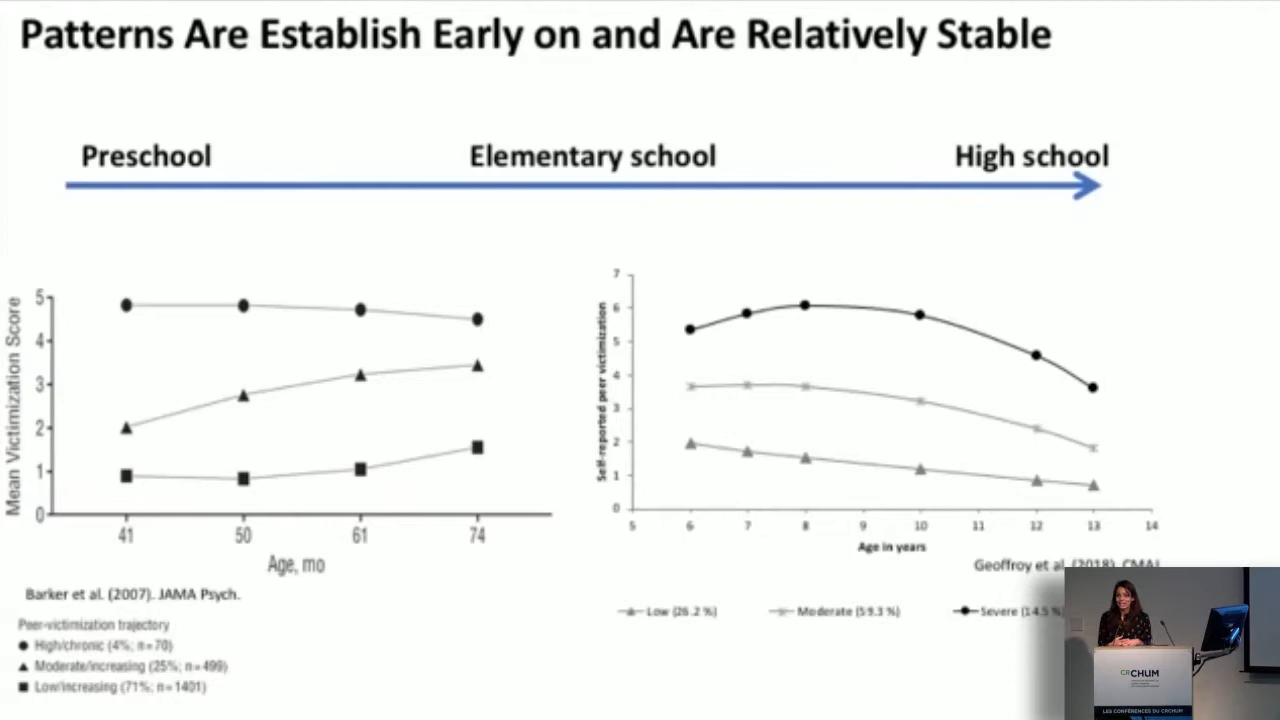 Patterns Are Establish Early on and Are Relatively Stable
Preschool
Elementary school
High school
Mean Victimization Score
5
4
3
2
1
0
41
50
61
74
Age, mo
Barker et al. (2007). JAMA Psych.
Peer-victimization trajectory
High/chronic (4%; n=70)
Moderate/increasing (25%; n=499)
Low/increasing (71%; n=1401)
Self-reported peer victimization
7
6
5
4
3
2
1
0
5
6
7
8
9
10
11
12
13
14
Age in years
Geoffroy et al. (2018). CMAJ
Low (26.2 %)
Moderate (59.3 %)
Severe (14.5 %
CRCHUM
LES CONFÉRENCES DU CRCHUM